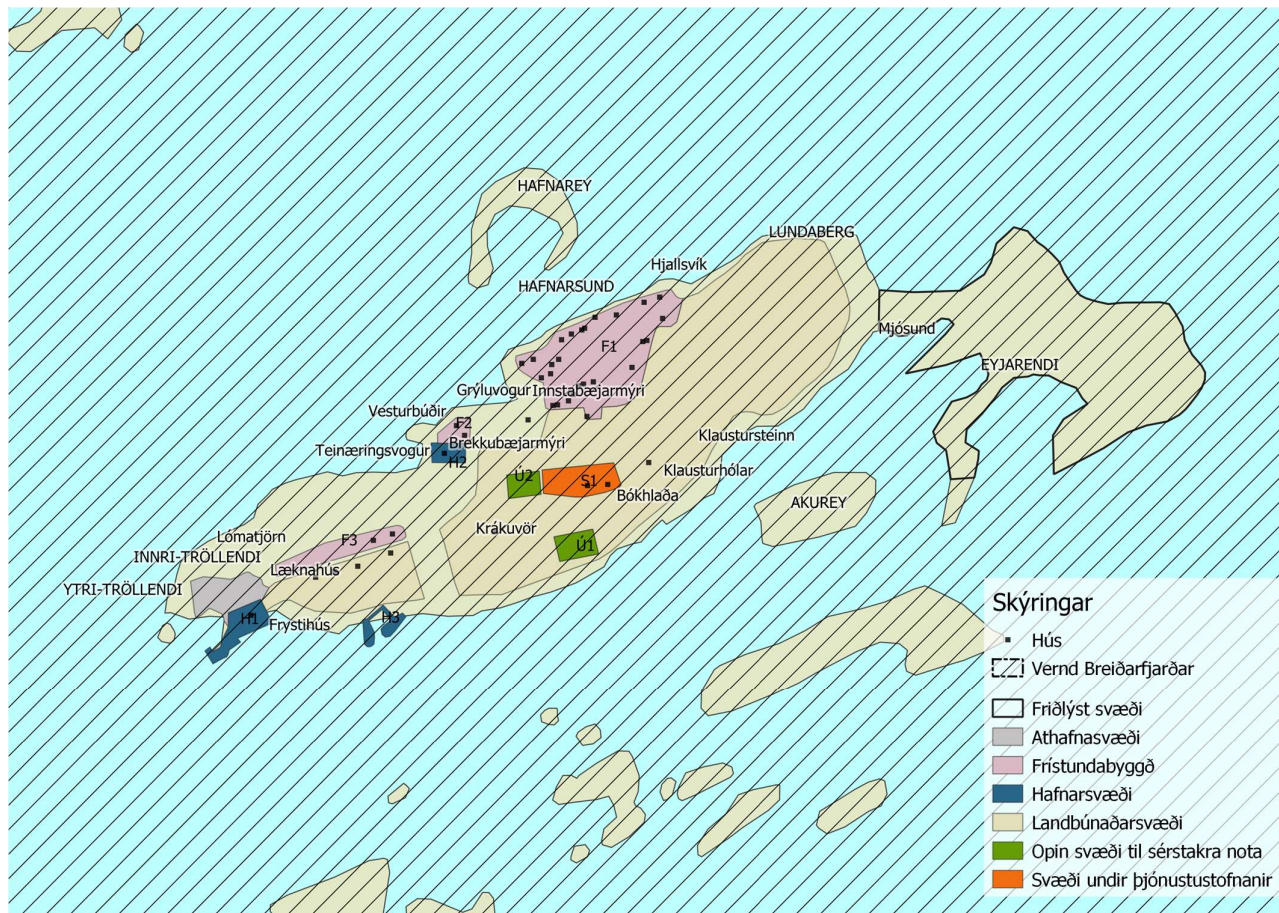 HAFNAREY
LUNDABERG
Hjallsvík
HAFNARSUND
Mjósund
F1
EYJARENDI
Grýluvogur
Innstabæjarmýri
Vesturbúðir
F2
Klaustursteinn
Teinæringsvogur
Brekkubæjarmýri
H2
Klausturhólar
Ú2
S1
Bókhlaða
AKUREY
Krákuvör
Lómatjörn
F3
Ú1
INNRI-TRÖLLENDI
Læknahús
YTRI-TRÖLLENDI
H1
Frystihús
H3
Skýringar
Hús
Vernd Breiðarfjarðar
Friðlýst svæði
Athafnasvæði
Frístundabyggð
Hafnarsvæði
Landbúnaðarsvæði
Opin svæði til sérstakra nota
Svæði undir þjónustustofnanir